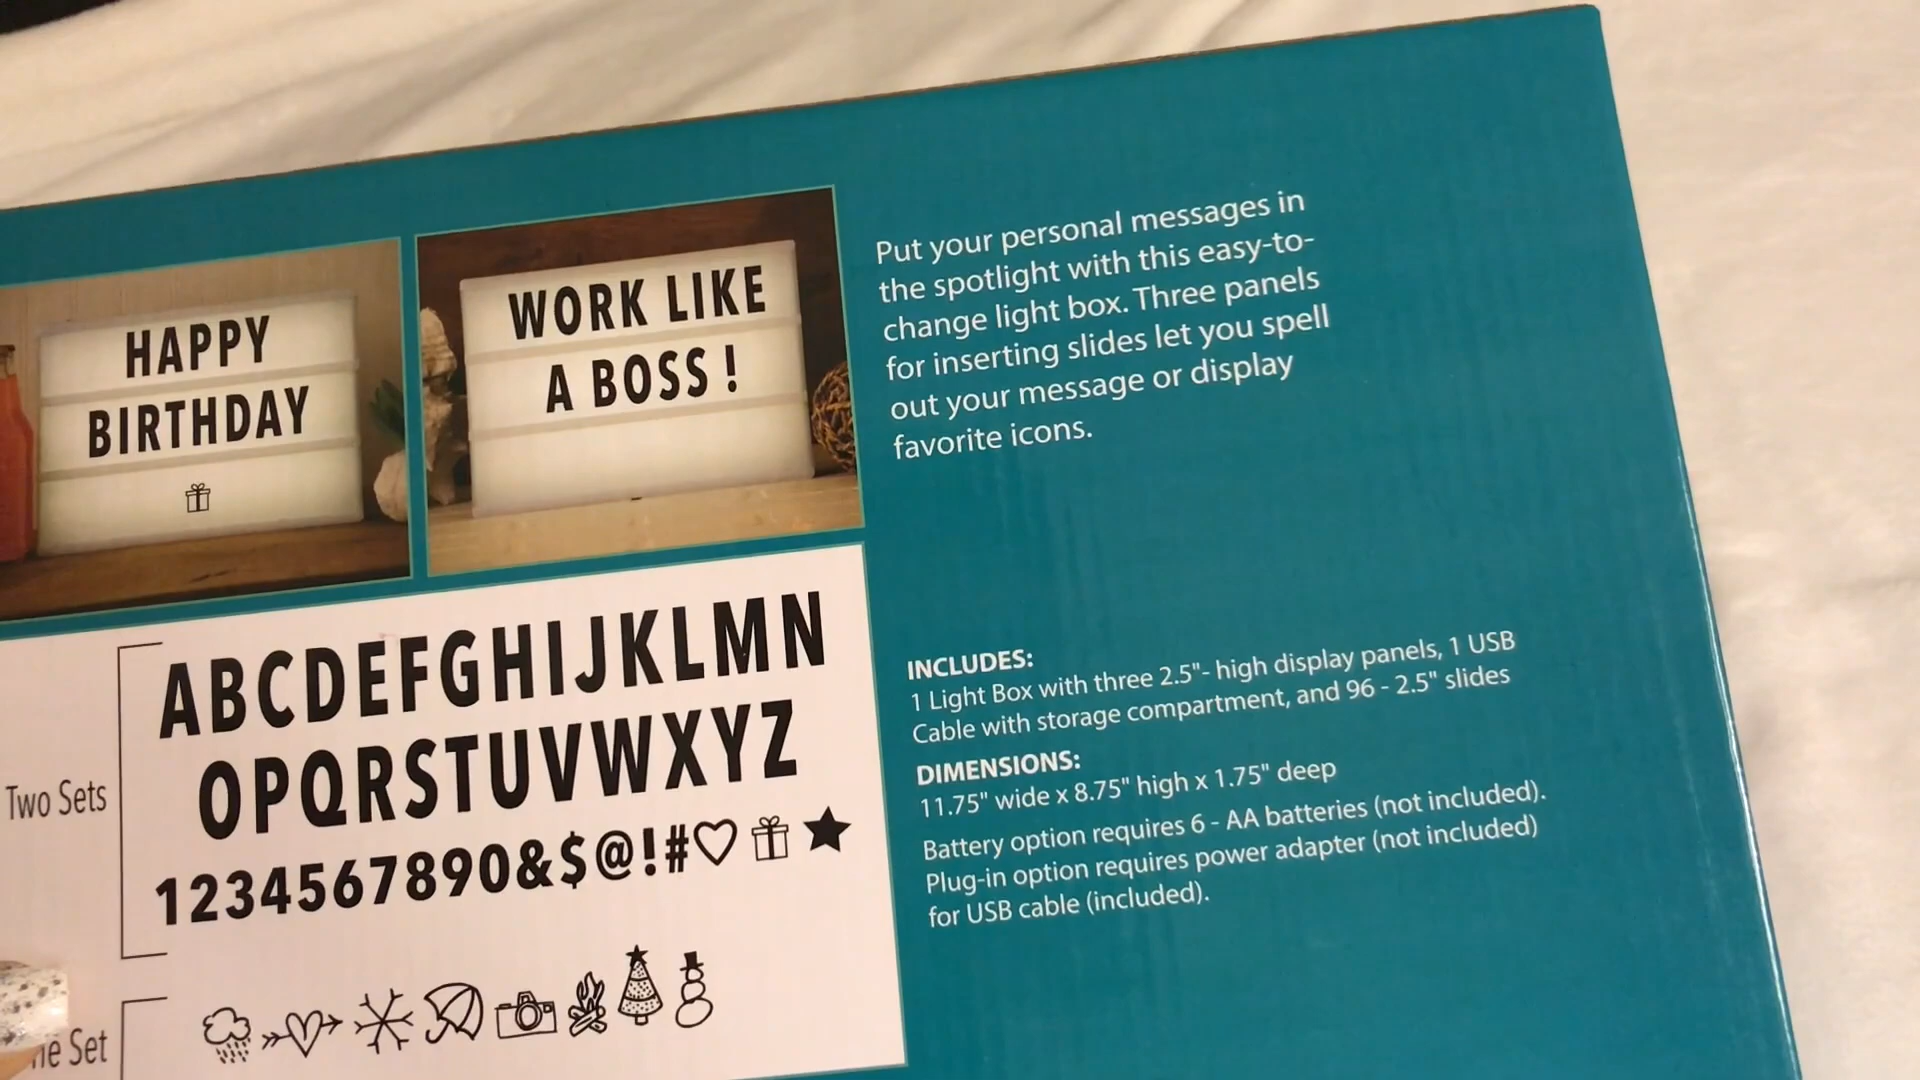 HAPPY
BIRTHDAY
WORK LIKE
A BOSS !
Put your personal messages in
the spotlight with this easy-to-
change light box. Three panels
for inserting slides let you spell
out your message or display
favorite icons.
Two Sets
ABCDEFGHIJKLMN
OPQRSTUVWXYZ
1234567890&$@!#
Set
INCLUDES:
1 Light Box with three 2.5"- high display panels, 1 USB
Cable with storage compartment, and 96 - 2.5" slides
DIMENSIONS:
11.75" wide x 8.75" high x 1.75" deep
Battery option requires 6 - AA batteries (not included).
Plug-in option requires power adapter (not included)
for USB cable (included).